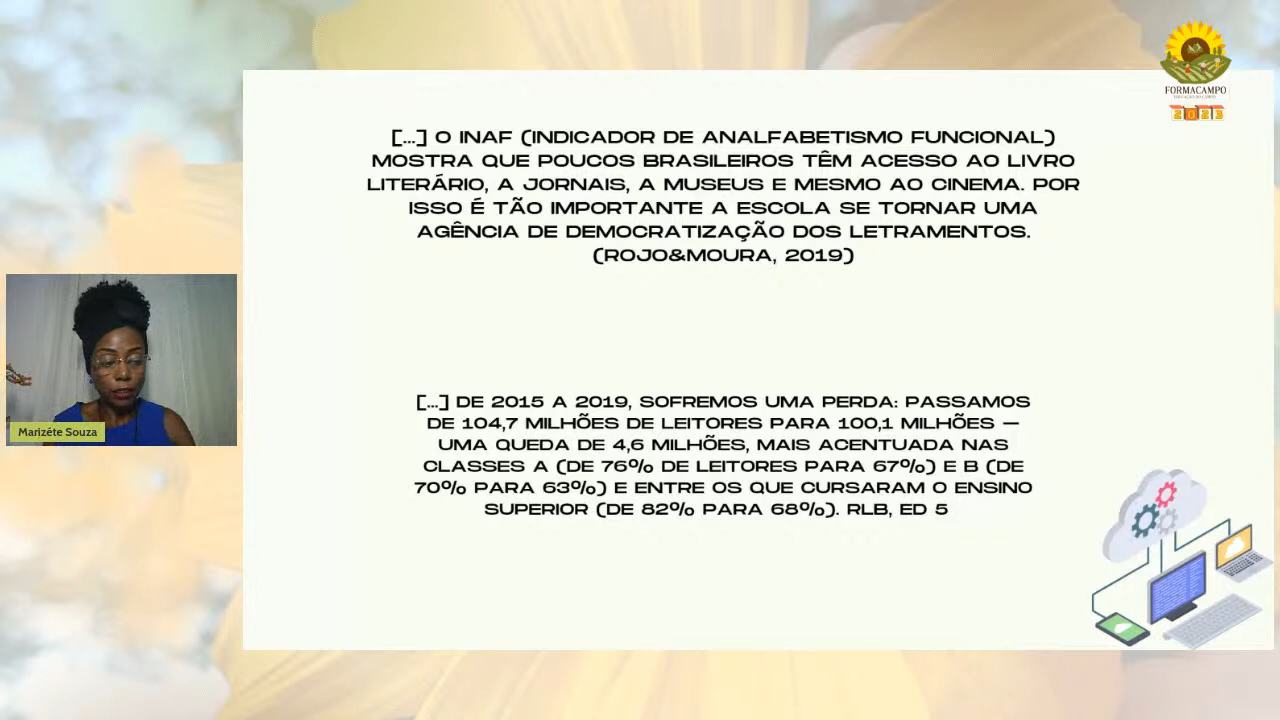 FORMACAMPO
2023
[...] O INAF (INDICADOR DE ANALFABETISMO FUNCIONAL)
MOSTRA QUE POUCOS BRASILEIROS TÊM ACESSO AO LIVRO
LITERÁRIO, A JORNAIS, A MUSEUS E MESMO AO CINEMA. POR
ISSO É TÃO IMPORTANTE A ESCOLA SE TORNAR UMA
AGÊNCIA DE DEMOCRATIZAÇÃO DOS LETRAMENTOS.
(ROJO&MOURA, 2019)
[...] DE 2015 A 2019, SOFREMOS UMA PERDA: PASSAMOS
DE 104,7 MILHÕES DE LEITORES PARA 100,1 MILHÕES —
UMA QUEDA DE 4,6 MILHÕES, MAIS ACENTUADA NAS
CLASSES A (DE 76% DE LEITORES PARA 67%) E B (DE
70% PARA 63%) E ENTRE OS QUE CURSARAM O ENSINO
SUPERIOR (DE 82% PARA 68%). RLB, ED 5
Marizéte Souza